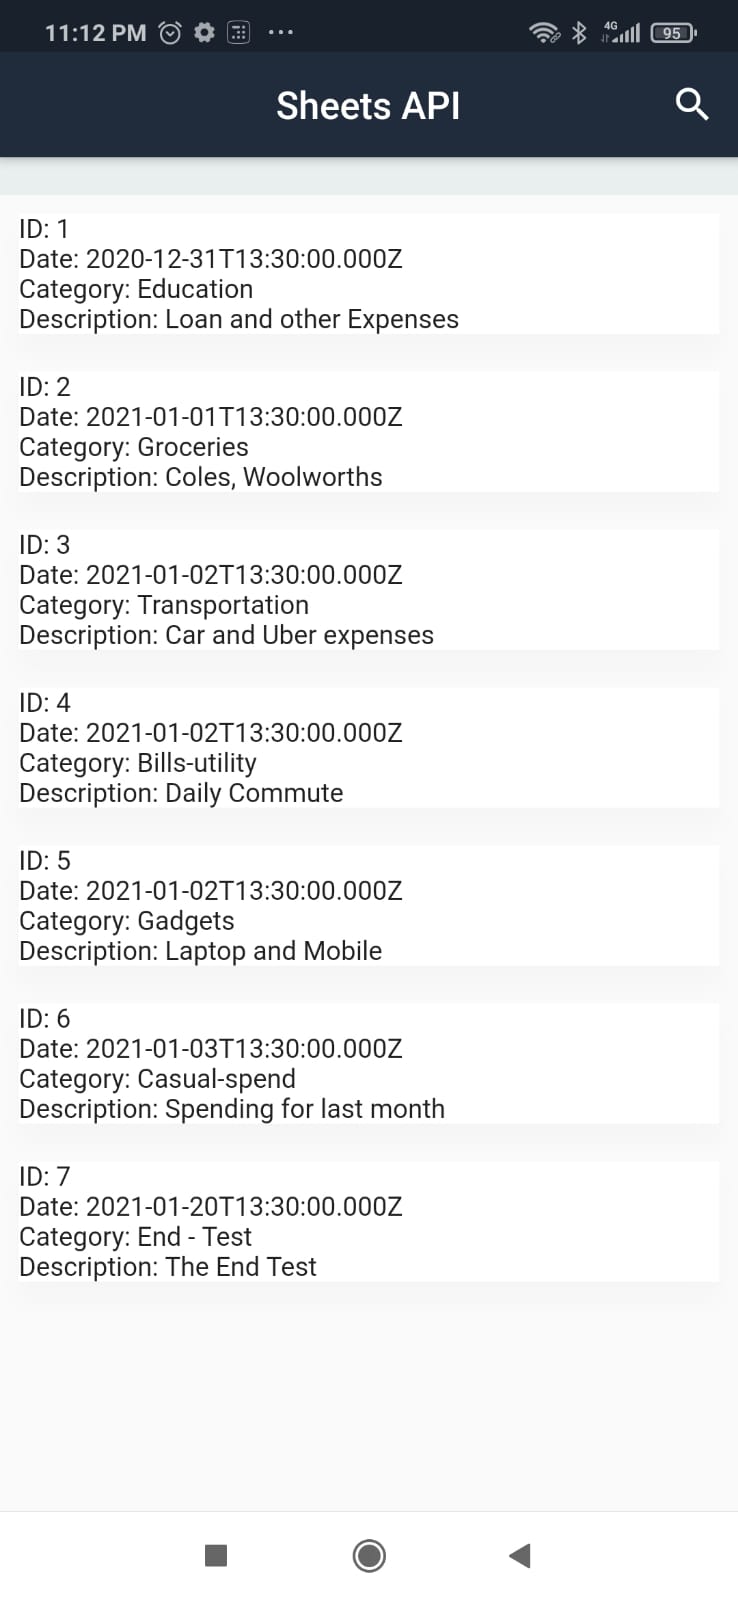 11:12 PM ... 4G 95
Sheets API
ID: 1
Date: 2020-12-31T13:30:00.000Z
Category: Education
Description: Loan and other Expenses
ID: 2
Date: 2021-01-01T13:30:00.000Z
Category: Groceries
Description: Coles, Woolworths
ID: 3
Date: 2021-01-02T13:30:00.000Z
Category: Transportation
Description: Car and Uber expenses
ID: 4
Date: 2021-01-02T13:30:00.000Z
Category: Bills-utility
Description: Daily Commute
ID: 5
Date: 2021-01-02T13:30:00.000Z
Category: Gadgets
Description: Laptop and Mobile
ID: 6
Date: 2021-01-03T13:30:00.000Z
Category: Casual-spend
Description: Spending for last month
ID: 7
Date: 2021-01-20T13:30:00.000Z
Category: End - Test
Description: The End Test